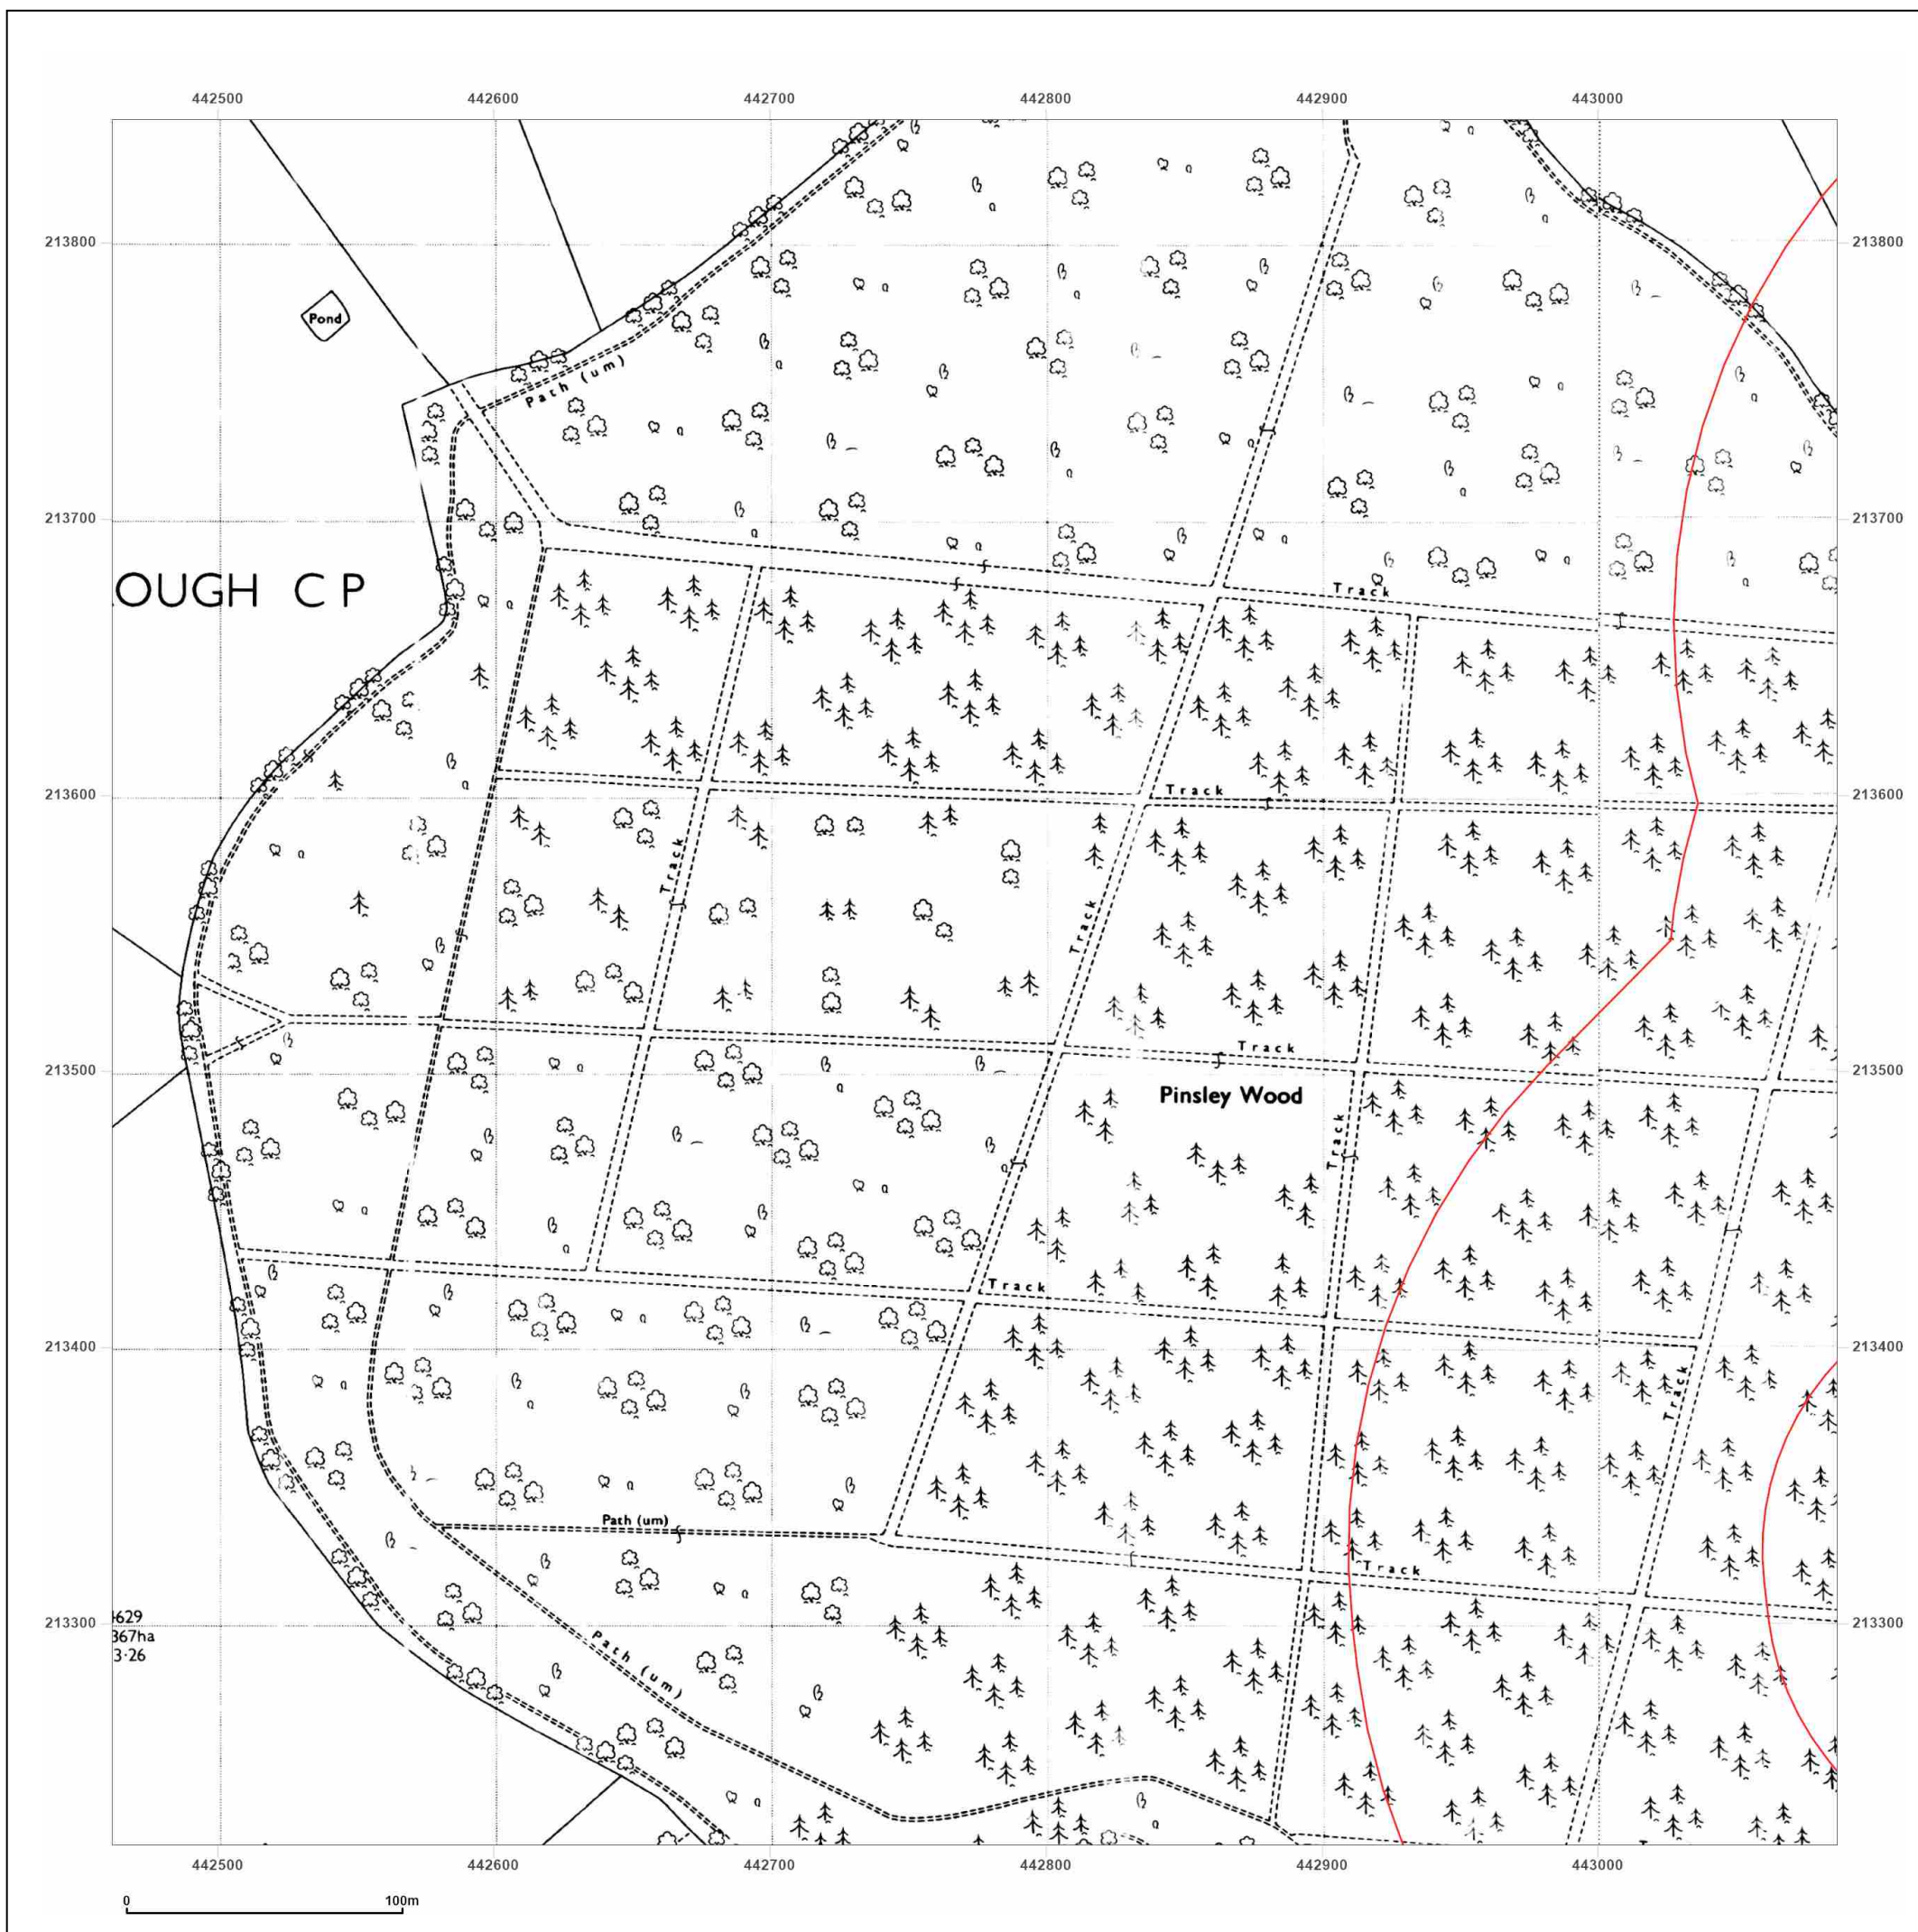 442500 442600 442700 442800 442900 443000
213800 213800
Pond
Path (um)
213700 213700
OUGH C P
Track
213600 213600
Track
Track
Track
Track
213500 213500
Pinsley Wood
Track
Track
213400 213400
Track
Path (um)
Track
213300 213300
629
367ha
3·26
Path (um)
442500 442600 442700 442800 442900 443000
0 100m